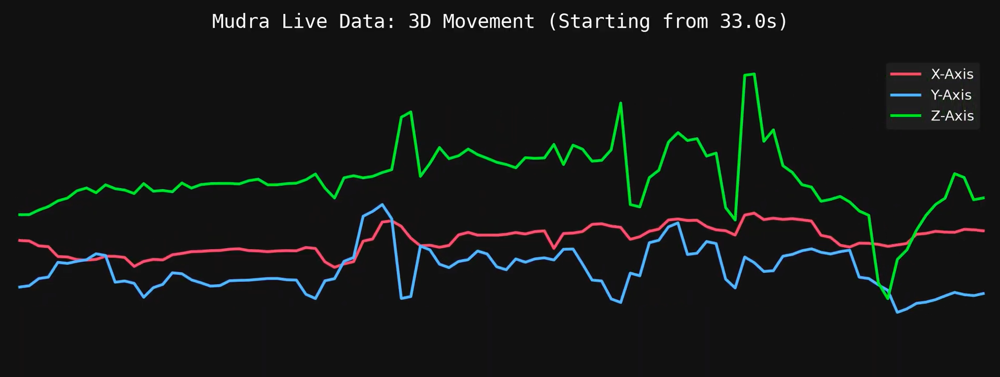 Mudra Live Data: 3D Movement (Starting from 33.0s)
X-Axis
Y-Axis
Z-Axis